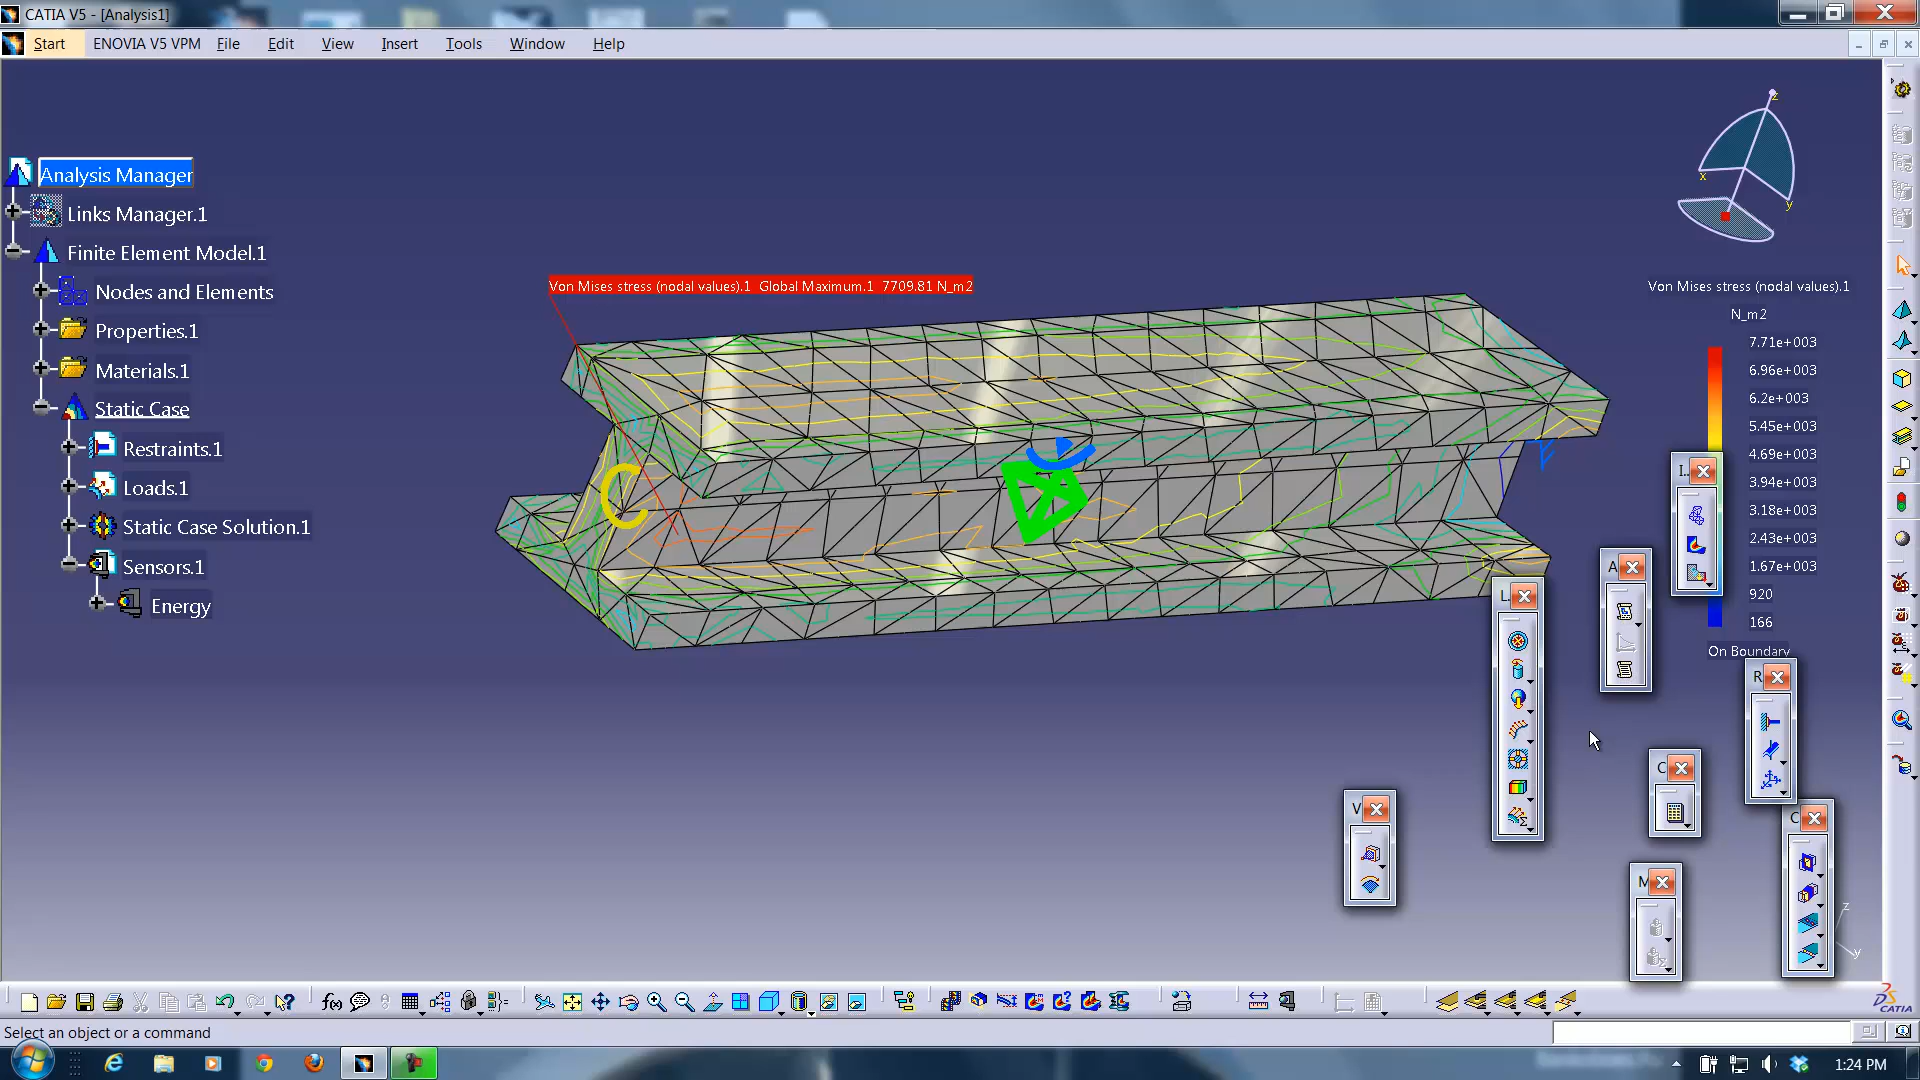 CATIA V5 - [Analysis1]
Start ENOVIA V5 VPM File Edit View Insert Tools Window Help
Analysis Manager
Links Manager.1
Finite Element Model.1
Nodes and Elements
Properties.1
Materials.1
Static Case
Restraints.1
Loads.1
Static Case Solution.1
Sensors.1
Energy
Von Mises stress (nodal values).1 Global Maximum.1 7709.81 N_m2
z
x
y
Von Mises stress (nodal values).1
N_m2
7.71e+003
6.96e+003
6.2e+003
5.45e+003
4.69e+003
3.94e+003
3.18e+003
2.43e+003
1.67e+003
920
166
On Boundary
I..
A
L.
R
C
V
C
M
z
y
f(x)
CATIA
Select an object or a command
1:24 PM